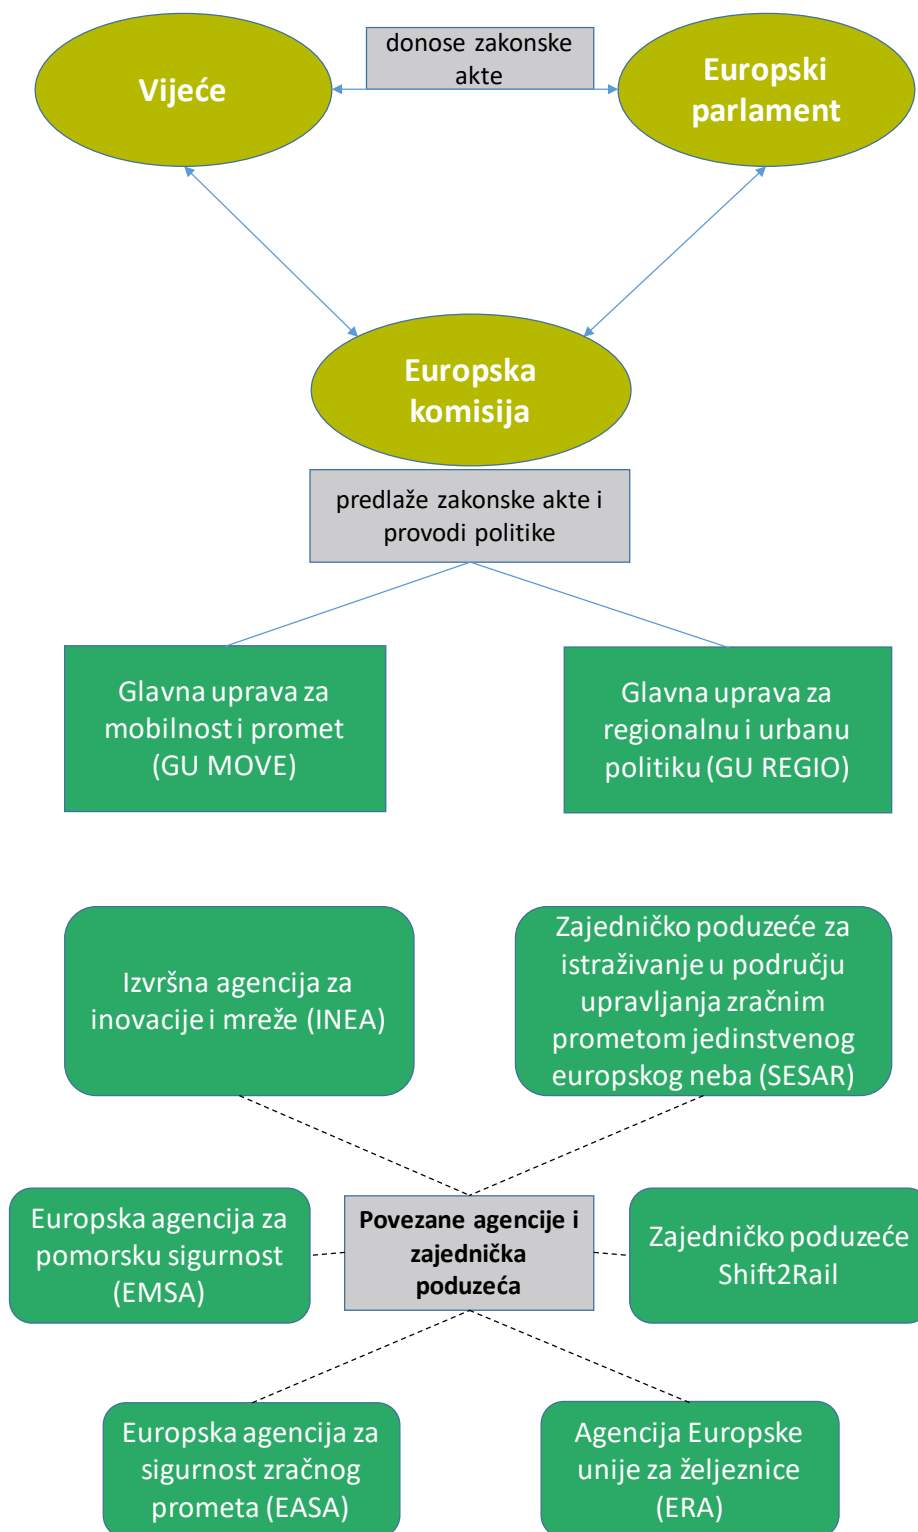 donose zakonske
akte
Vijeće
Europski
parlament
Europska
komisija
predlaže zakonske akte i
provodi politike
Glavna uprava za
mobilnost i promet
(GU MOVE)
Glavna uprava za
regionalnu i urbanu
politiku (GU REGIO)
Izvršna agencija za
inovacije i mreže (INEA)
Zajedničko poduzeće za
istraživanje u području
upravljanja zračnim
prometom jedinstvenog
europskog neba (SESAR)
Europska agencija za
pomorsku sigurnost
(EMSA)
Povezane agencije i
zajednička
poduzeća
Zajedničko poduzeće
Shift2Rail
Europska agencija za
sigurnost zračnog
prometa (EASA)
Agencija Europske
unije za željeznice
(ERA)